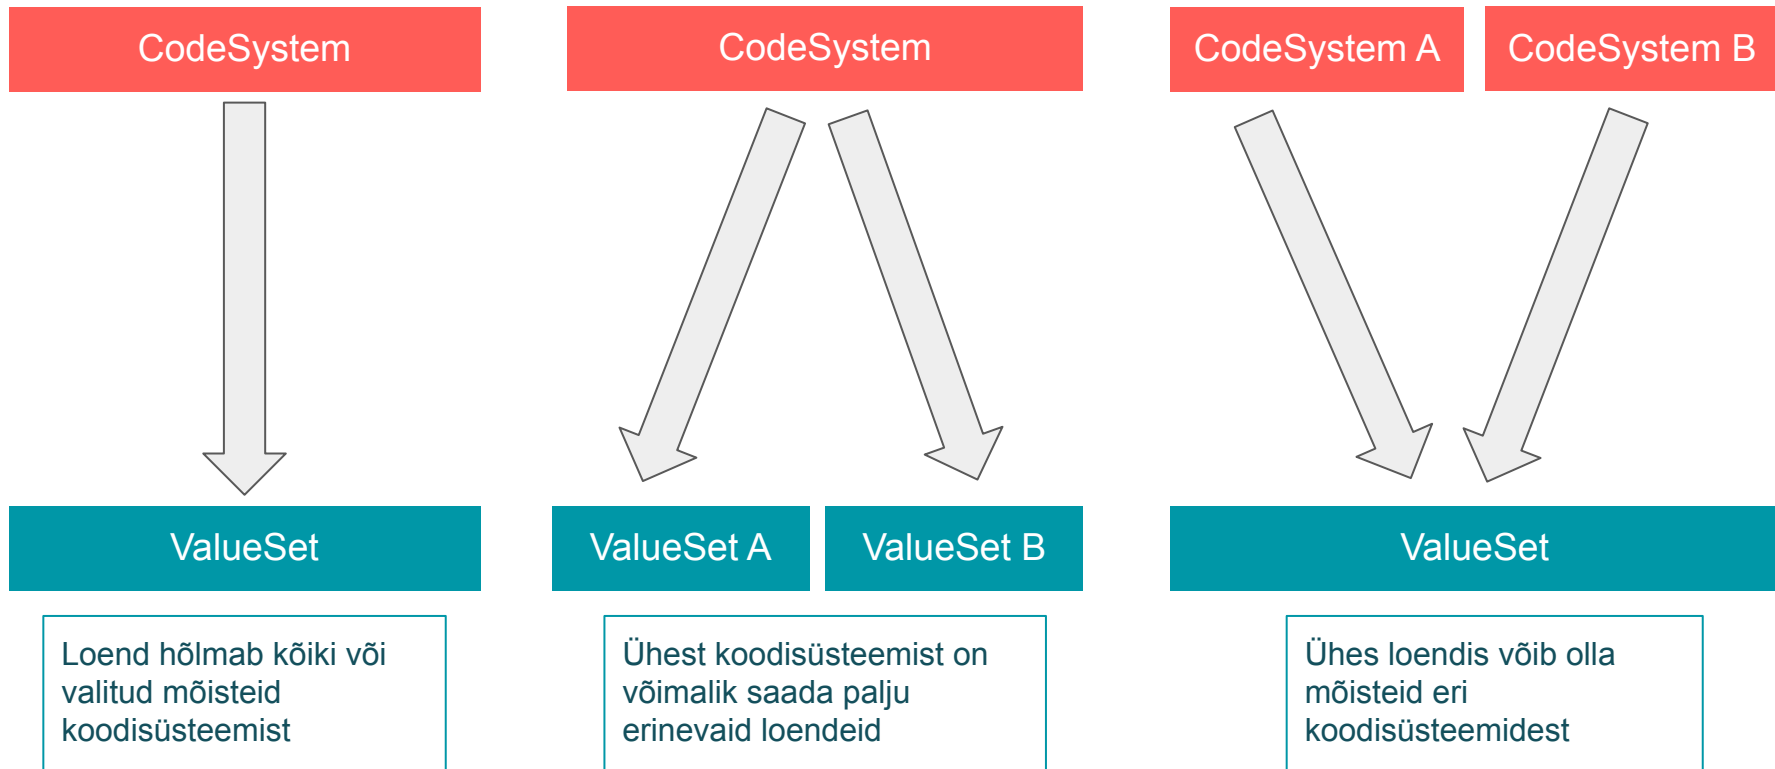 CodeSystem
CodeSystem
CodeSystem A
CodeSystem B
ValueSet
ValueSet A
ValueSet B
ValueSet
Loend hõlmab kõiki või
valitud mõisteid
koodisüsteemist
Ühest koodisüsteemist on
võimalik saada palju
erinevaid loendeid
Ühes loendis võib olla
mõisteid eri
koodisüsteemidest